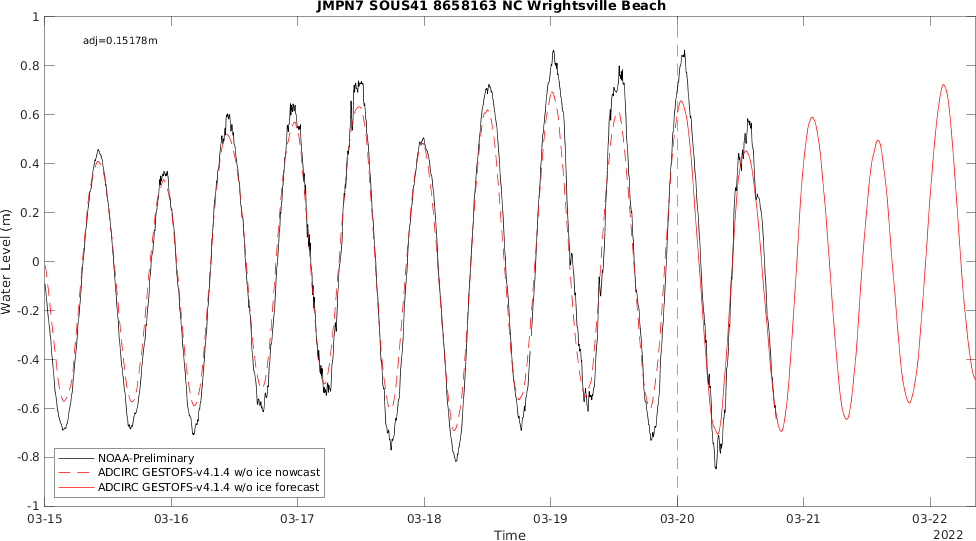 JMPN7 SOUS41 8658163 NC Wrightsville Beach
adj=0.15178m
1
0.8
0.6
0.4
0.2
0
-0.2
-0.4
-0.6
-0.8
-1
Water Level (m)
NOAA-Preliminary
ADCIRC GESTOFS-v4.1.4 w/o ice nowcast
ADCIRC GESTOFS-v4.1.4 w/o ice forecast
03-15 03-16 03-17 03-18 03-19 03-20 03-21 03-22
Time
2022